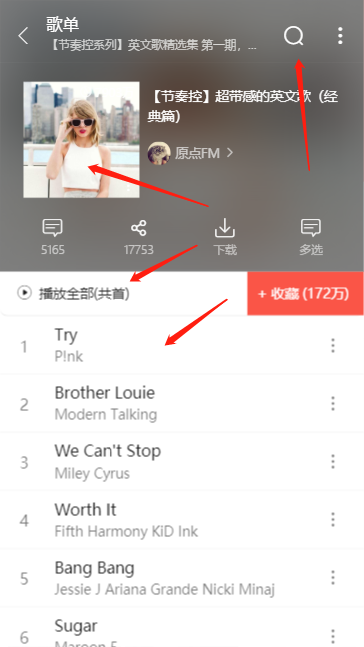 歌单
【节奏控系列】英文歌精选集 第一期，...
【节奏控】超带感的英文歌（经
典篇）
原点FM
5165
17753
下载
多选
播放全部(共首)
+ 收藏 (172万)
1
Try
P!nk
2
Brother Louie
Modern Talking
3
We Can't Stop
Miley Cyrus
4
Worth It
Fifth Harmony KiD Ink
5
Bang Bang
Jessie J Ariana Grande Nicki Minaj
6
Sugar
Maroon 5